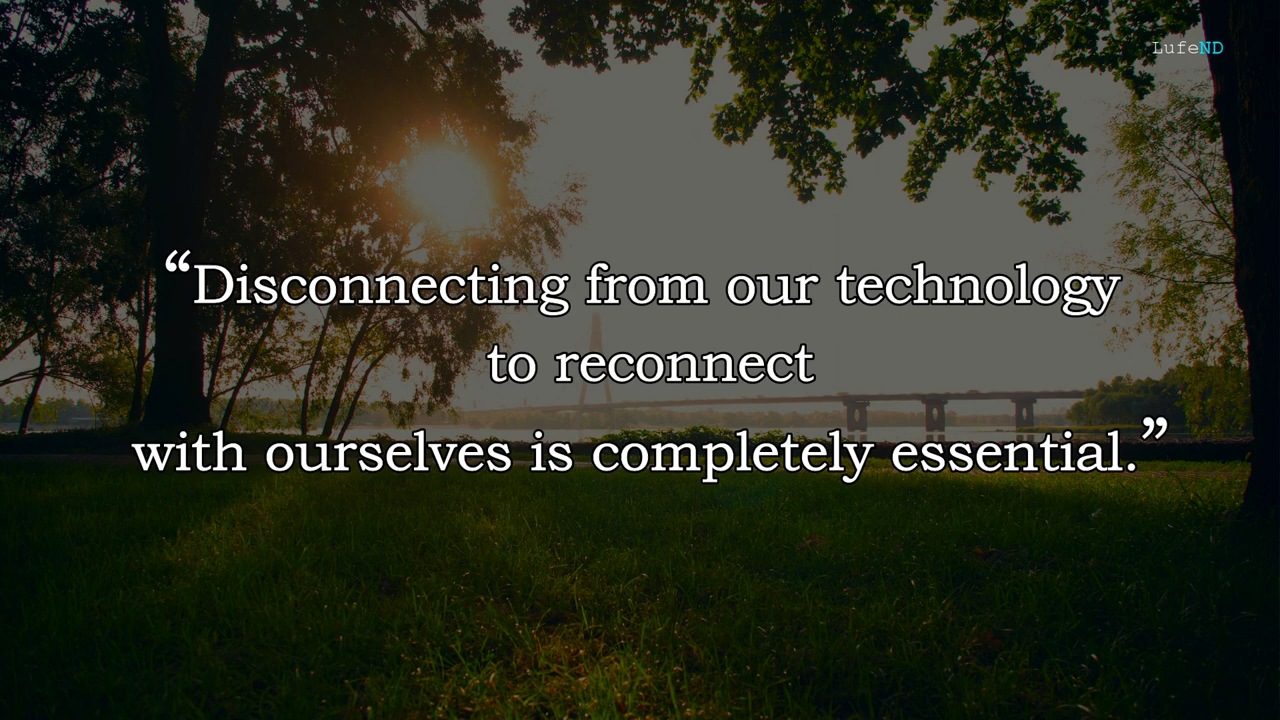 LufeND
“Disconnecting from our technology
to reconnect
with ourselves is completely essential.”